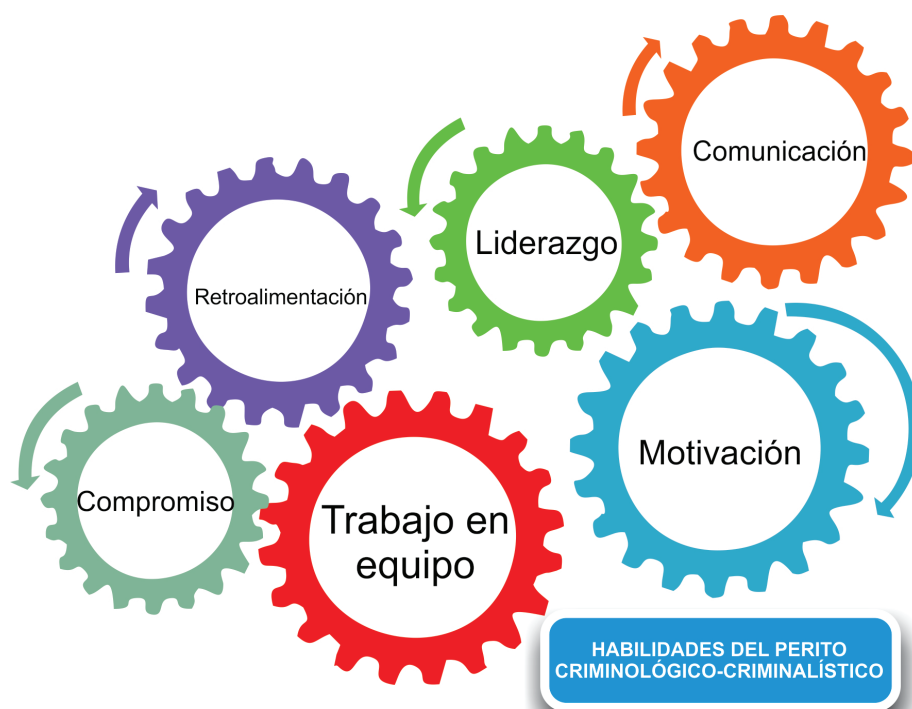 Comunicación
Liderazgo
Retroalimentación
Motivación
Compromiso
Trabajo en
equipo
HABILIDADES DEL PERITO
CRIMINOLÓGICO-CRIMINALÍSTICO